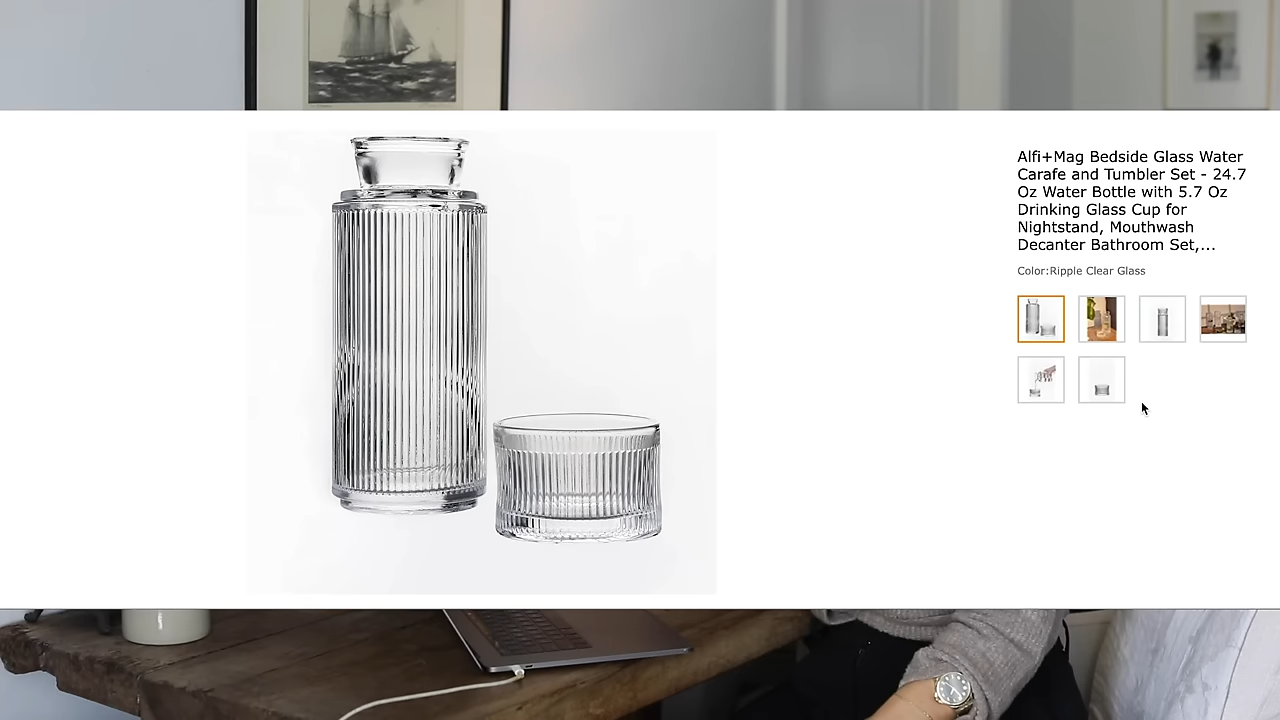 Alfi+Mag Bedside Glass Water
Carafe and Tumbler Set - 24.7
Oz Water Bottle with 5.7 Oz
Drinking Glass Cup for
Nightstand, Mouthwash
Decanter Bathroom Set,...
Color:Ripple Clear Glass